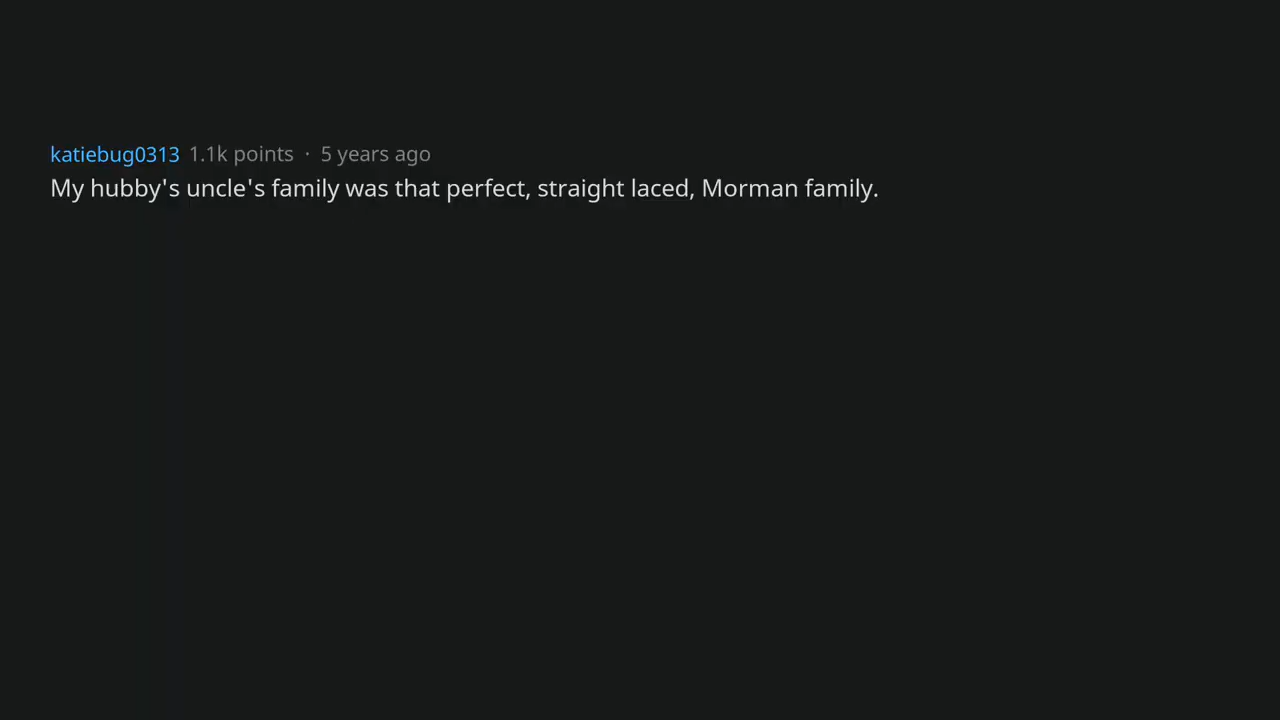 katiebug0313 1.1k points · 5 years ago
My hubby's uncle's family was that perfect, straight laced, Morman family.